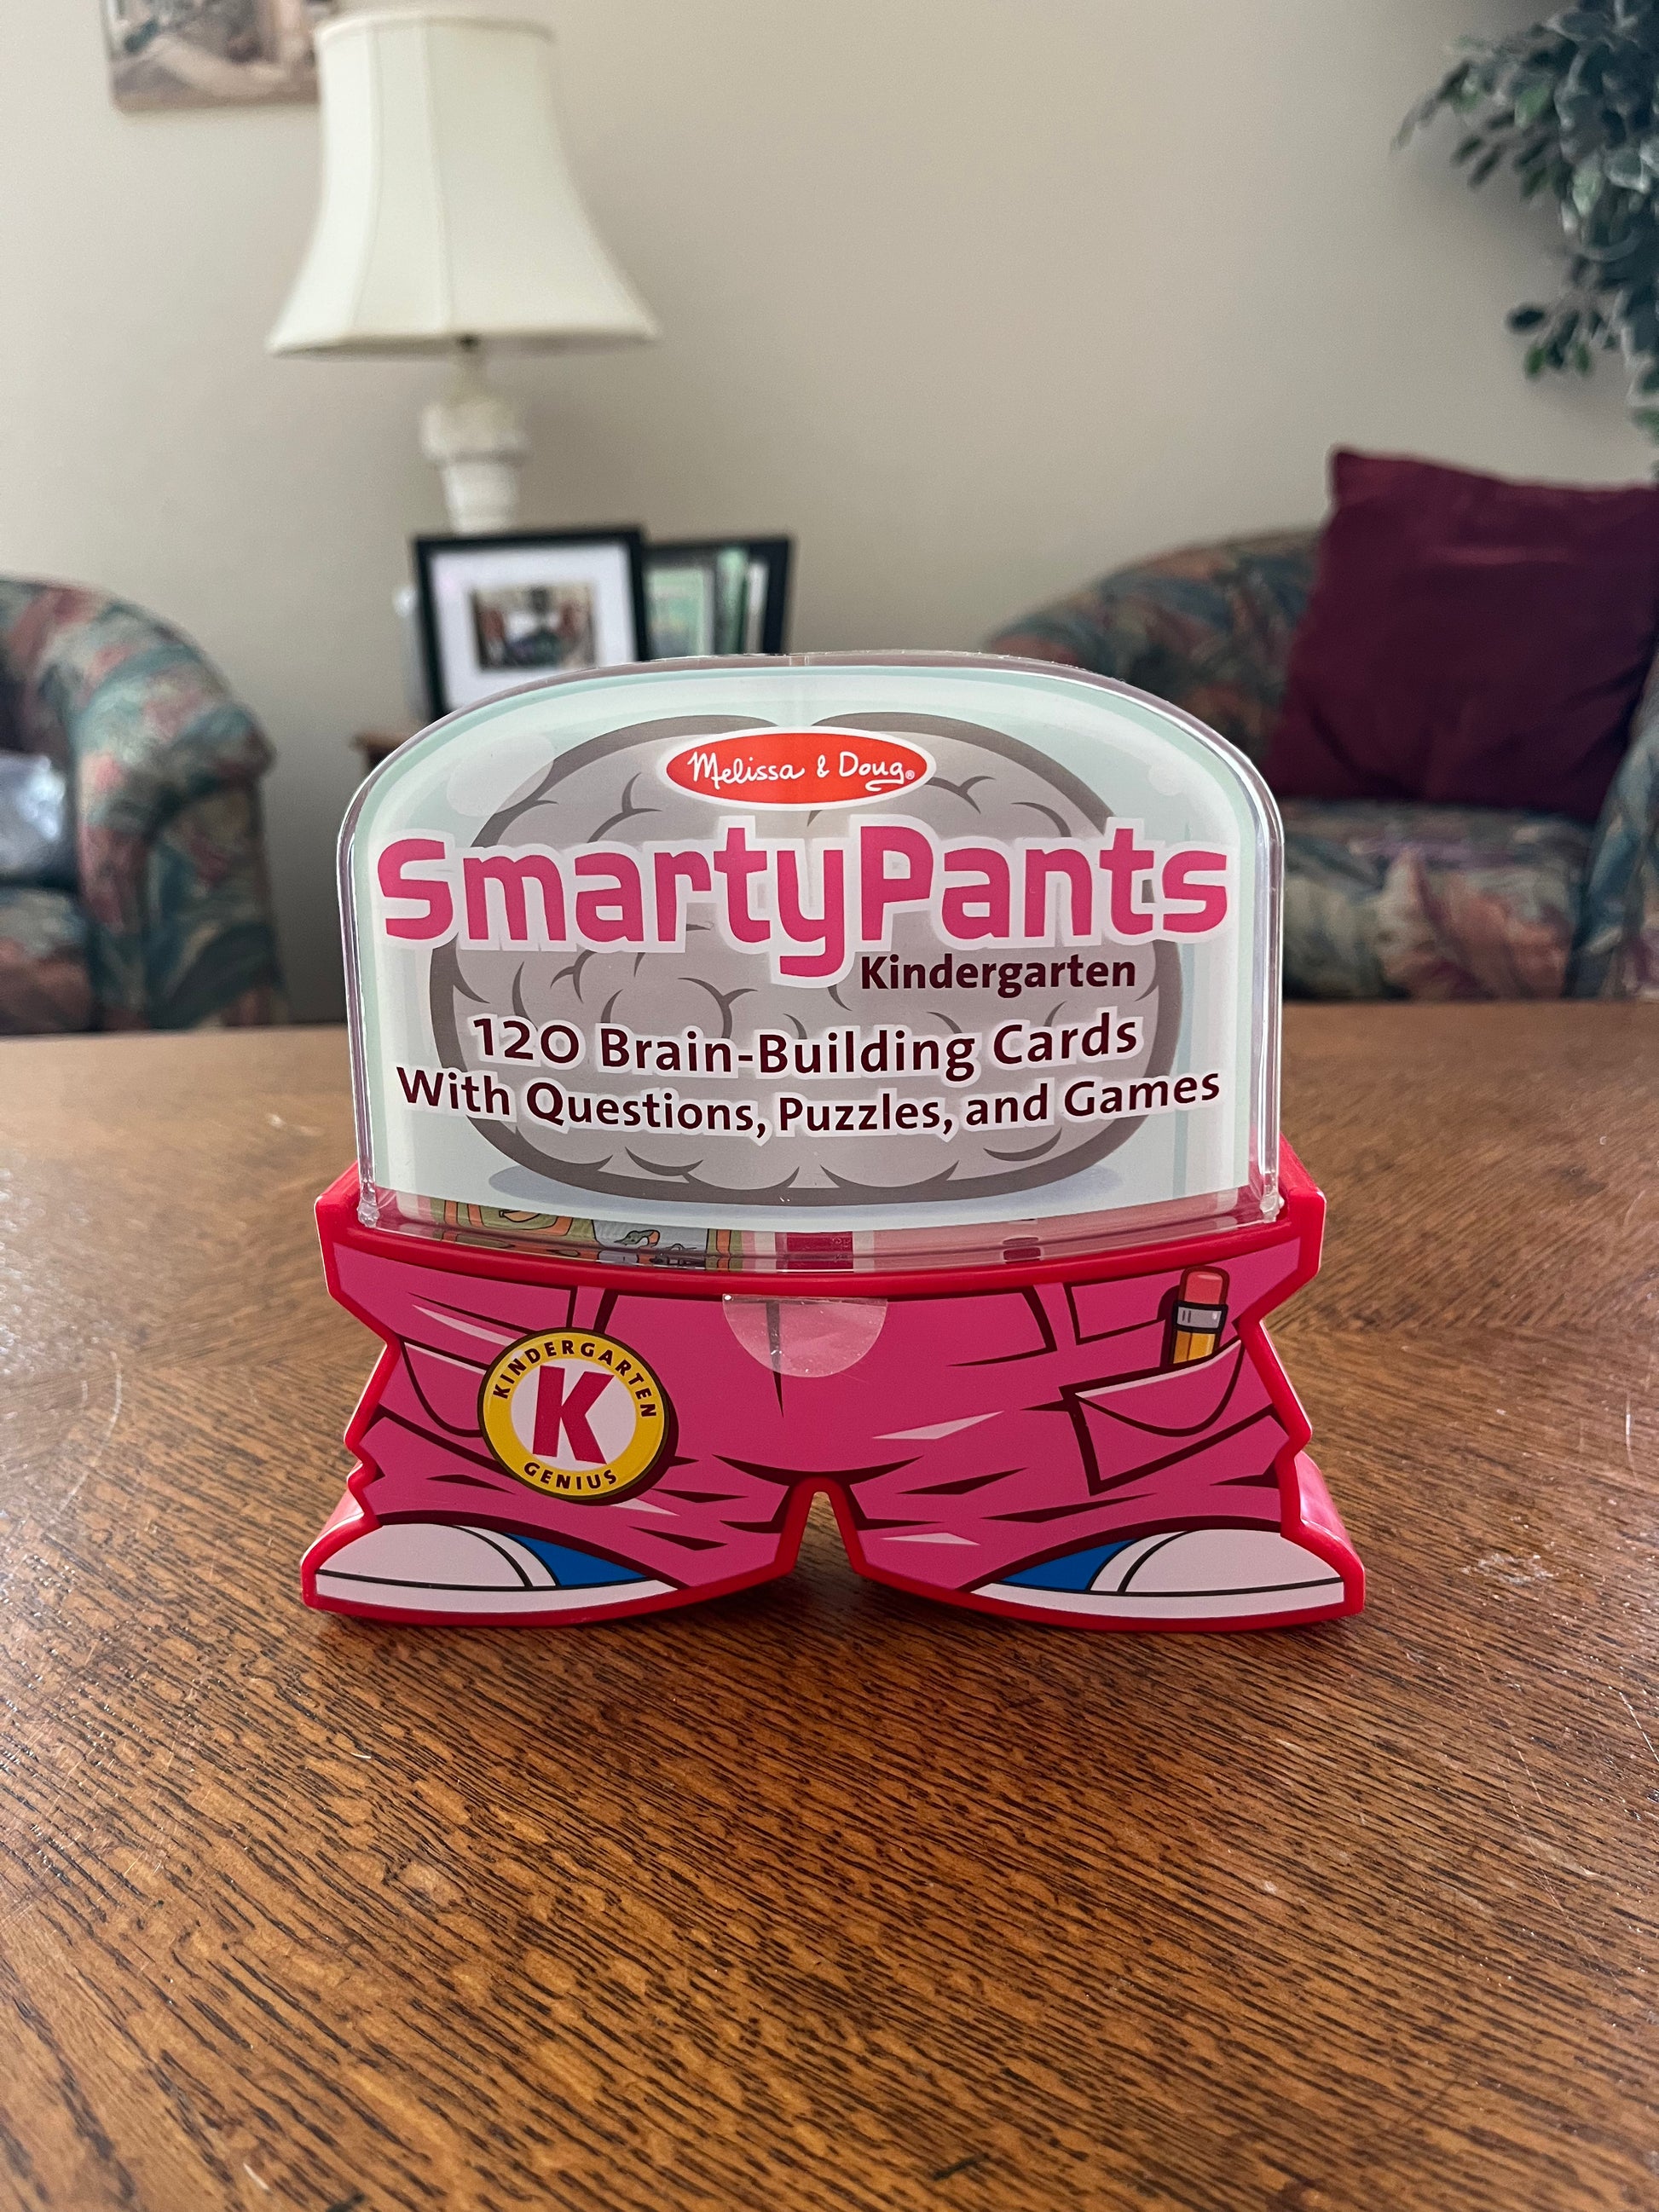 Melissa & Doug®
SmartyPants
Kindergarten
120 Brain-Building Cards
With Questions, Puzzles, and Games
KINDERGARTEN
K
GENIUS